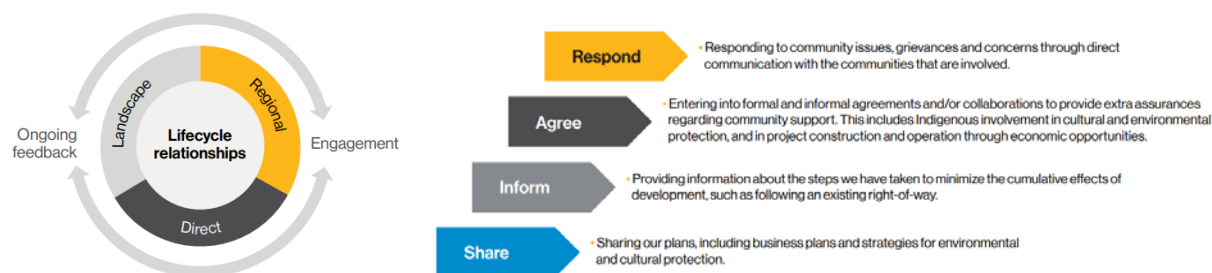 Ongoing
feedback
Landscape
Regional
Direct
Lifecycle
relationships
Engagement
Respond
• Responding to community issues, grievances and concerns through direct
communication with the communities that are involved.
Agree
• Entering into formal and informal agreements and/or collaborations to provide extra assurances
regarding community support. This includes Indigenous involvement in cultural and environmental
protection, and in project construction and operation through economic opportunities.
Inform
• Providing information about the steps we have taken to minimize the cumulative effects of
development, such as following an existing right-of-way.
Share
• Sharing our plans, including business plans and strategies for environmental
and cultural protection.